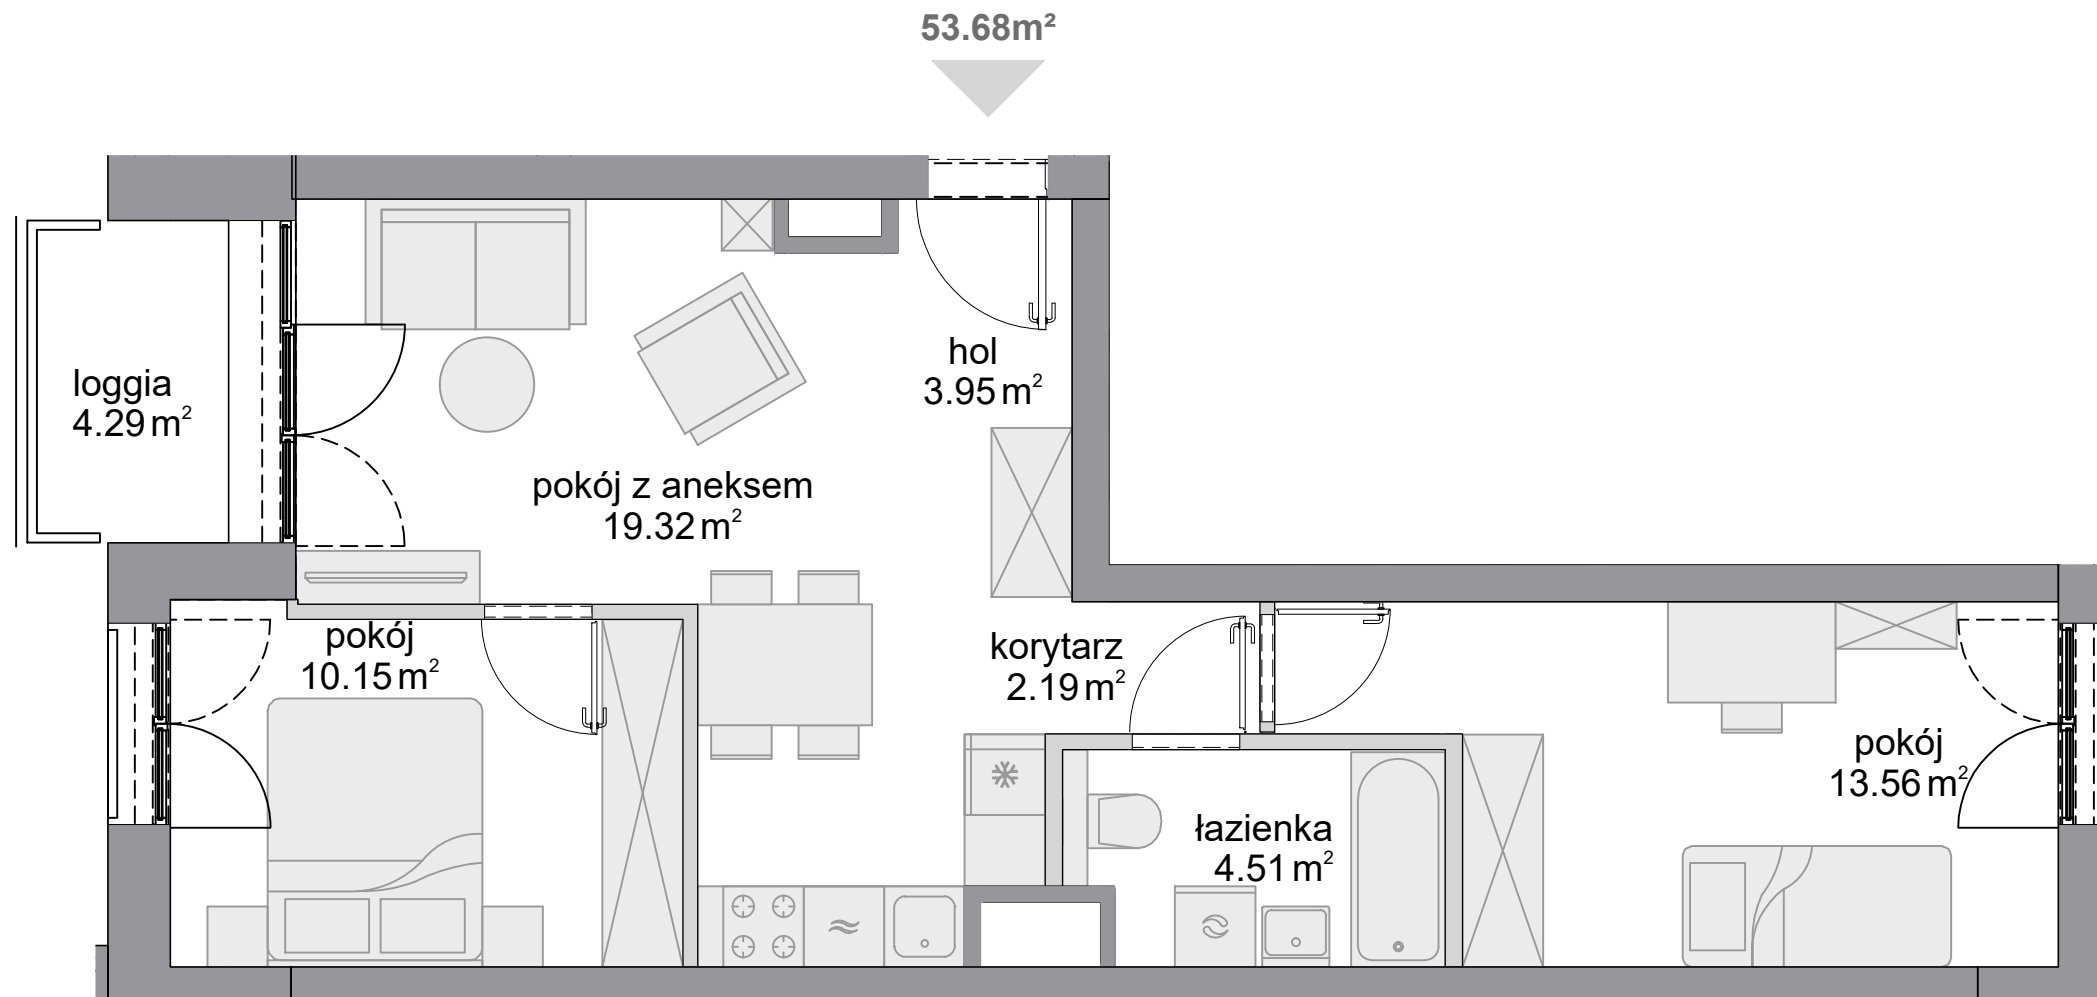 53.68m²
hol
3.95 m²
loggia
4.29 m²
pokój z aneksem
19.32 m²
pokój
10.15 m²
korytarz
2.19 m²
pokój
13.56 m²
łazienka
4.51 m²